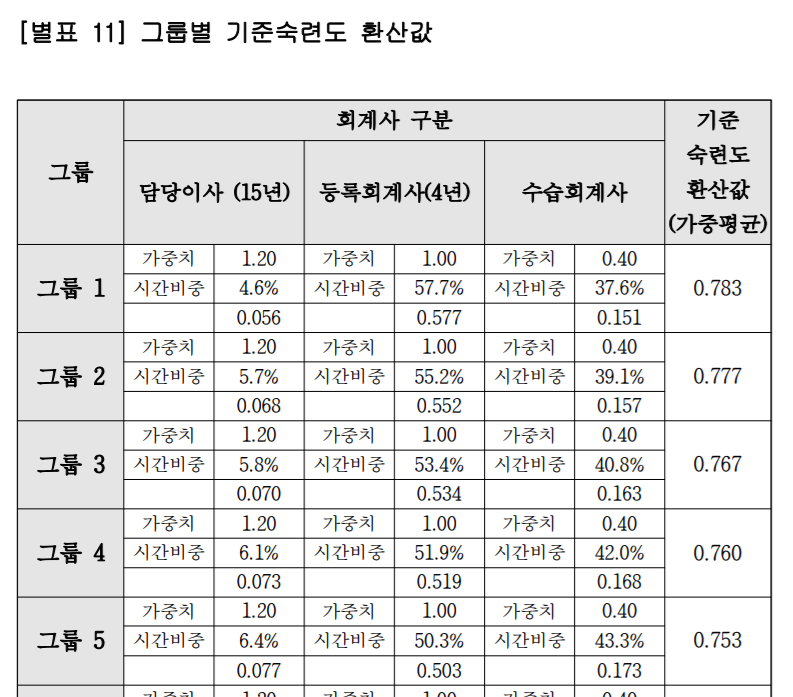 [별표 11] 그룹별 기준숙련도 환산값
그룹
회계사 구분
기준
숙련도
환산값
(가중평균)
담당이사 (15년) 등록회계사(4년) 수습회계사
가중치 1.20 가중치 1.00 가중치 0.40
그룹 1 시간비중 4.6% 시간비중 57.7% 시간비중 37.6% 0.783
0.056 0.577 0.151
가중치 1.20 가중치 1.00 가중치 0.40
그룹 2 시간비중 5.7% 시간비중 55.2% 시간비중 39.1% 0.777
0.068 0.552 0.157
가중치 1.20 가중치 1.00 가중치 0.40
그룹 3 시간비중 5.8% 시간비중 53.4% 시간비중 40.8% 0.767
0.070 0.534 0.163
가중치 1.20 가중치 1.00 가중치 0.40
그룹 4 시간비중 6.1% 시간비중 51.9% 시간비중 42.0% 0.760
0.073 0.519 0.168
가중치 1.20 가중치 1.00 가중치 0.40
그룹 5 시간비중 6.4% 시간비중 50.3% 시간비중 43.3% 0.753
0.077 0.503 0.173